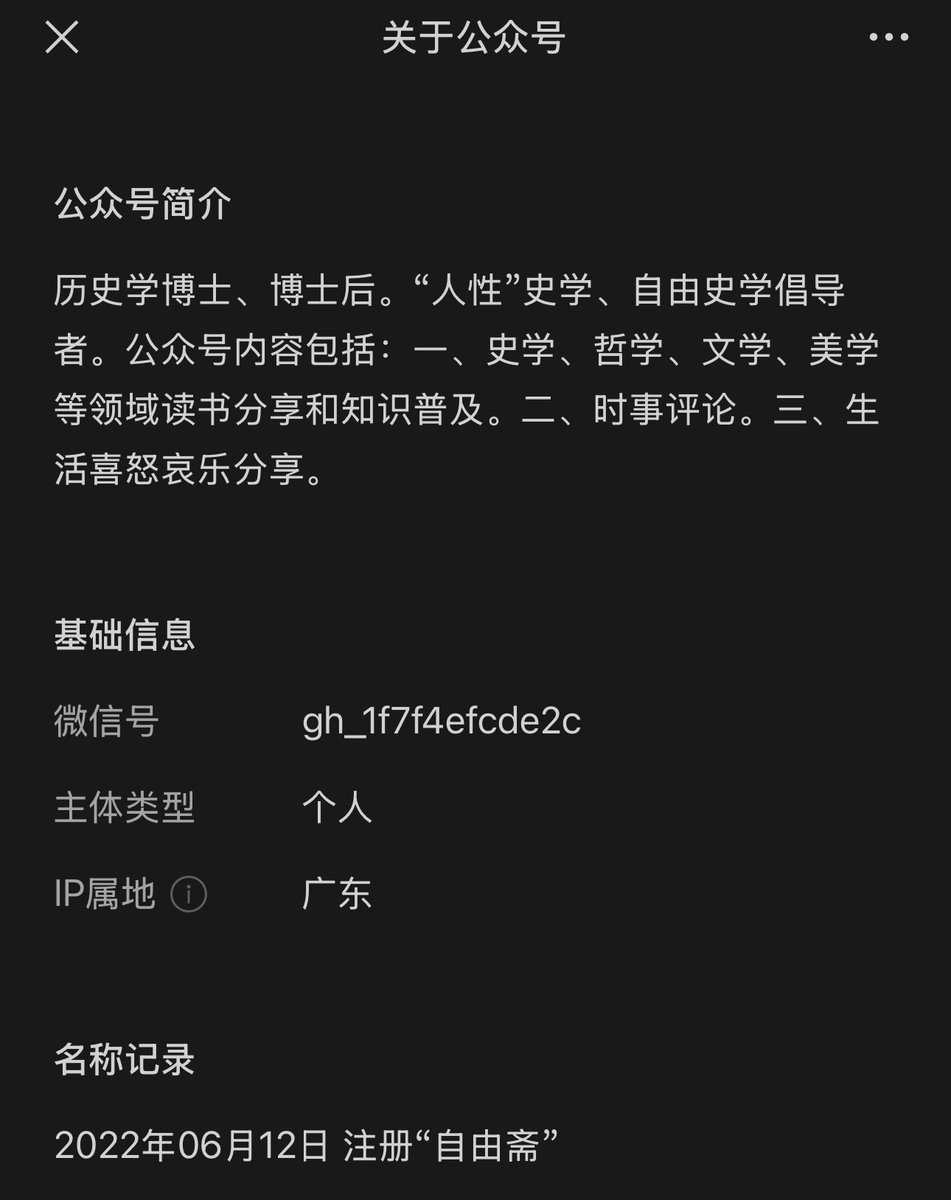 关于公众号
公众号简介
历史学博士、博士后。“人性”史学、自由史学倡导
者。公众号内容包括：一、史学、哲学、文学、美学
等领域读书分享和知识普及。二、时事评论。三、生
活喜怒哀乐分享。
基础信息
微信号 gh_1f7f4efcde2c
主体类型 个人
IP属地 广东
名称记录
2022年06月12日 注册“自由斋”